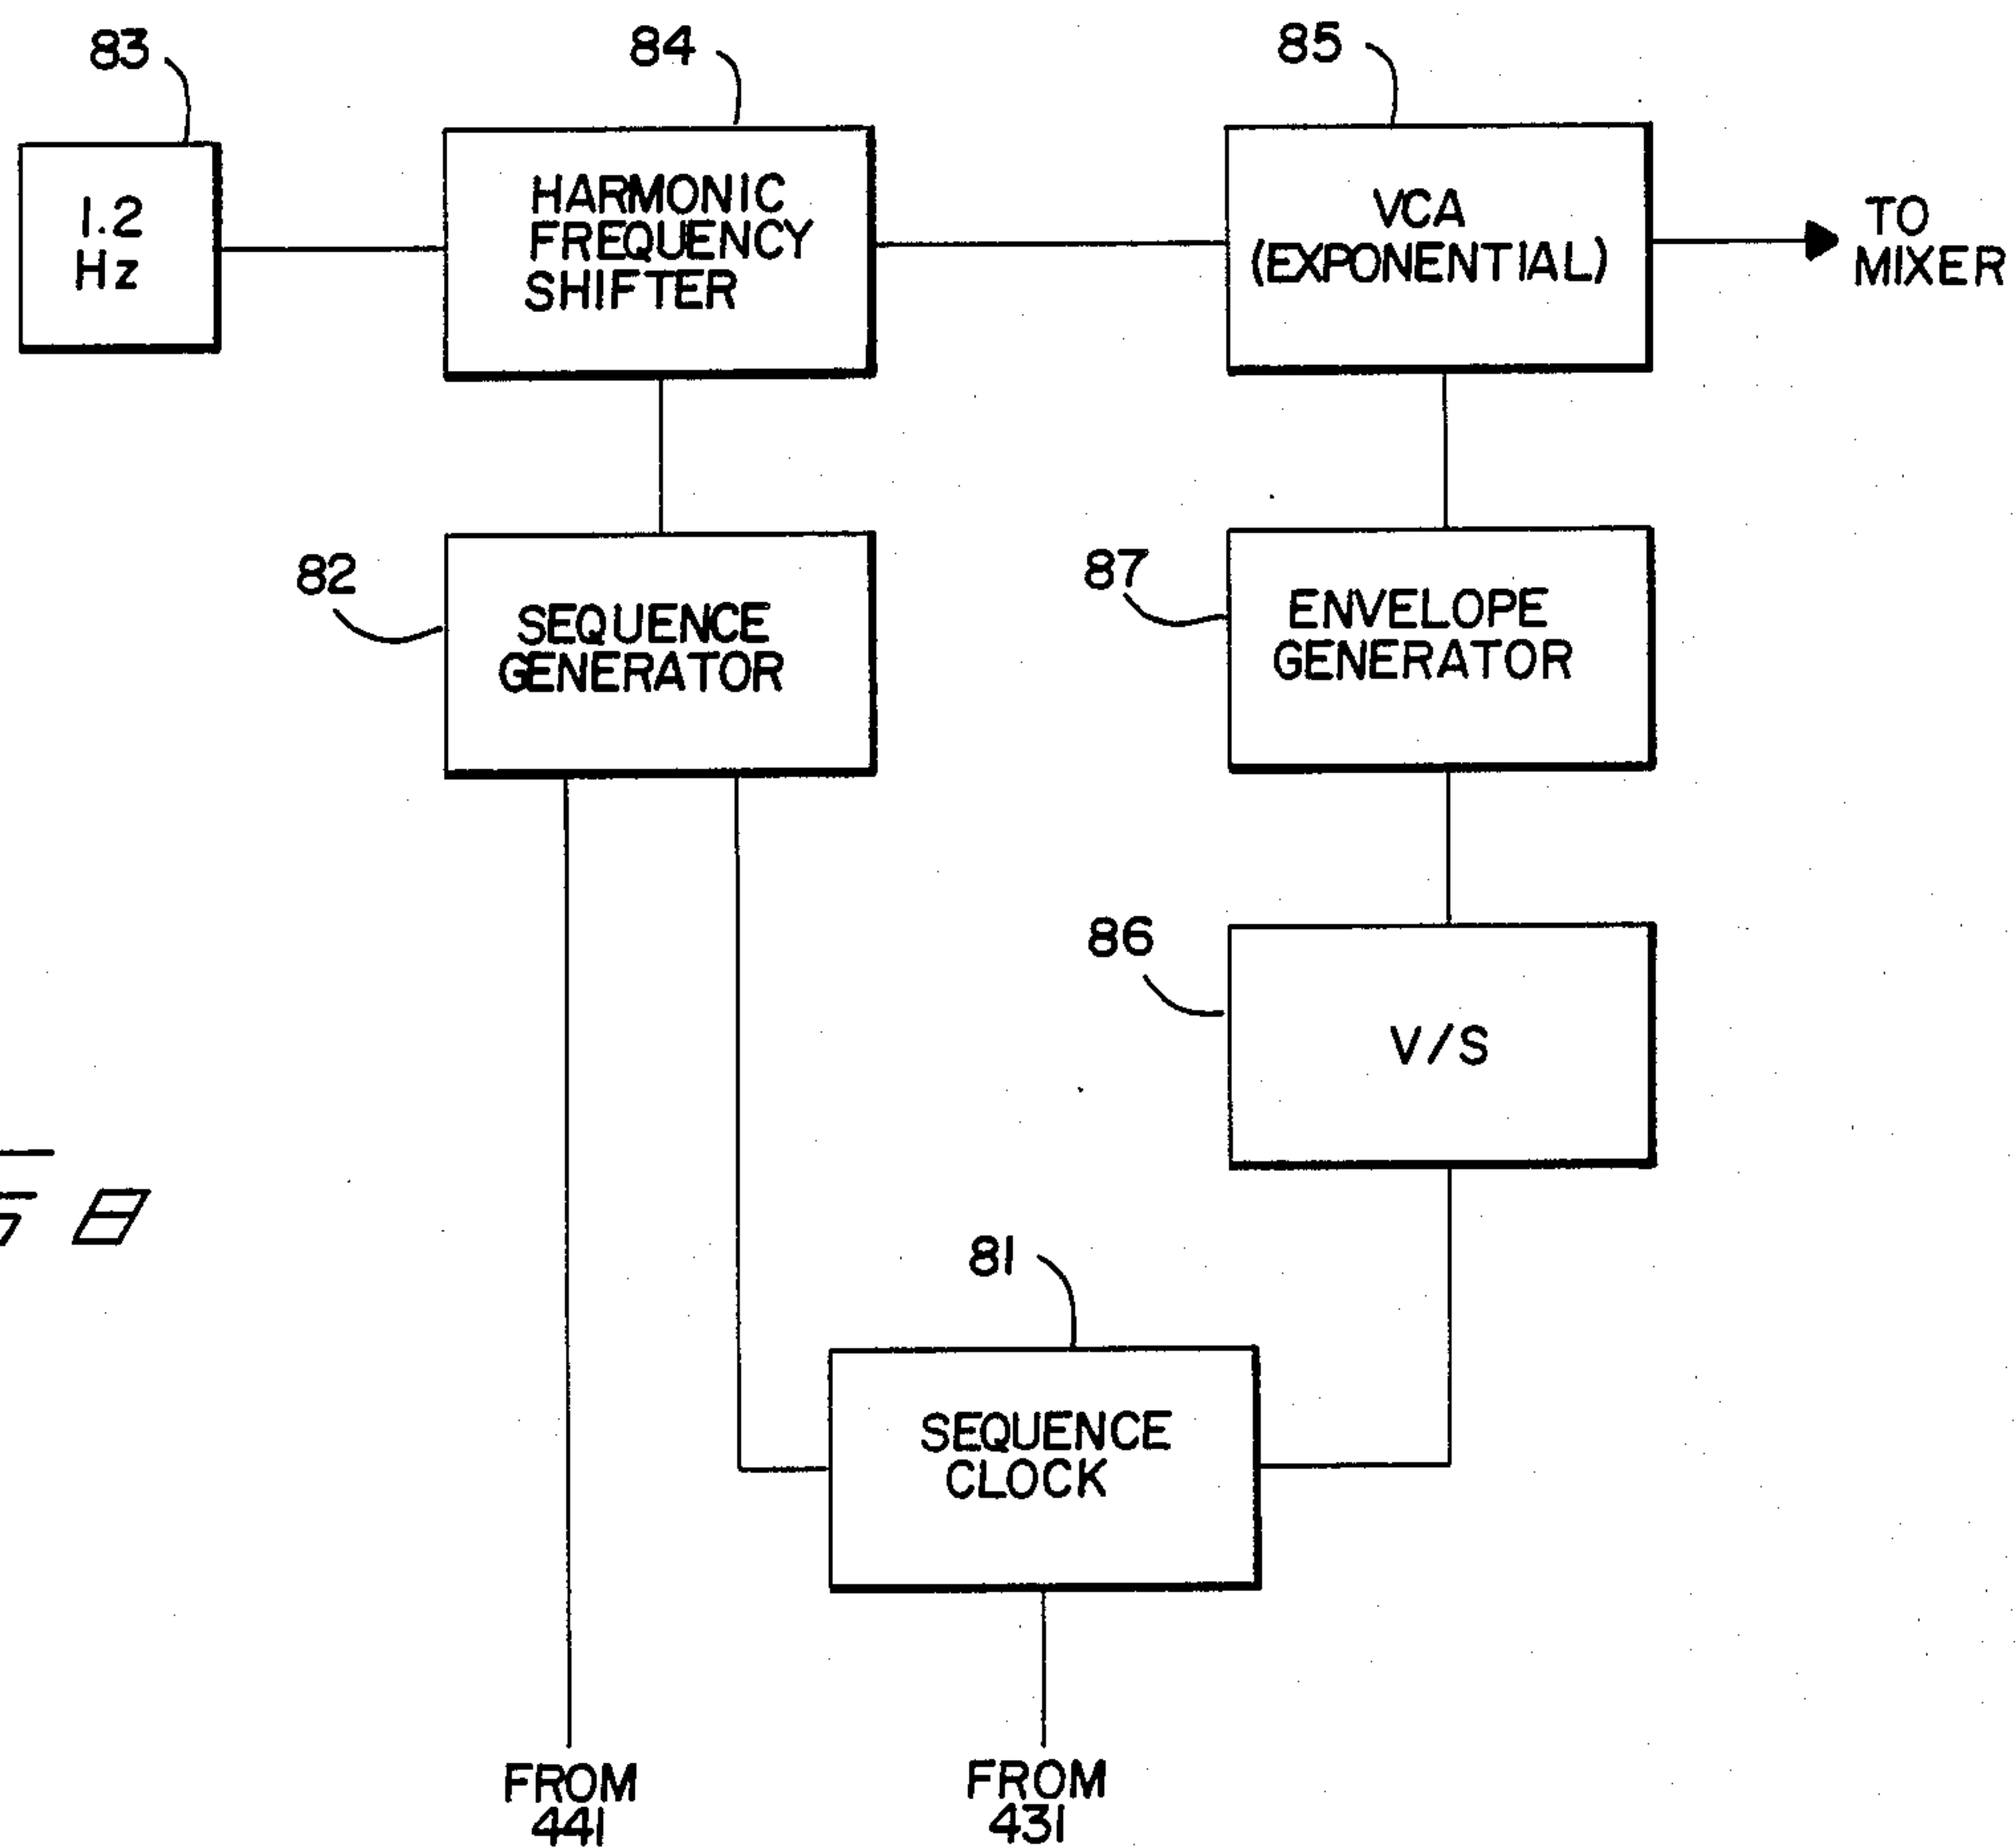 83
84
85
1.2
Hz
HARMONIC
FREQUENCY
SHIFTER
VCA
(EXPONENTIAL)
TO
MIXER
82
SEQUENCE
GENERATOR
87
ENVELOPE
GENERATOR
86
V/S
8
81
SEQUENCE
CLOCK
FROM
441
FROM
431